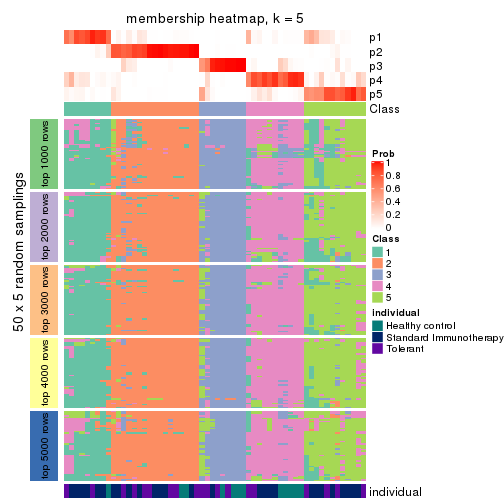 membership heatmap, k = 5
p1
p2
p3
p4
p5
Class
50 x 5 random samplings
top 1000 rows
top 2000 rows
top 3000 rows
top 4000 rows
top 5000 rows
individual
Prob
1
0.8
0.6
0.4
0.2
0
Class
1
2
3
4
5
individual
Healthy control
Standard Immunotherapy
Tolerant